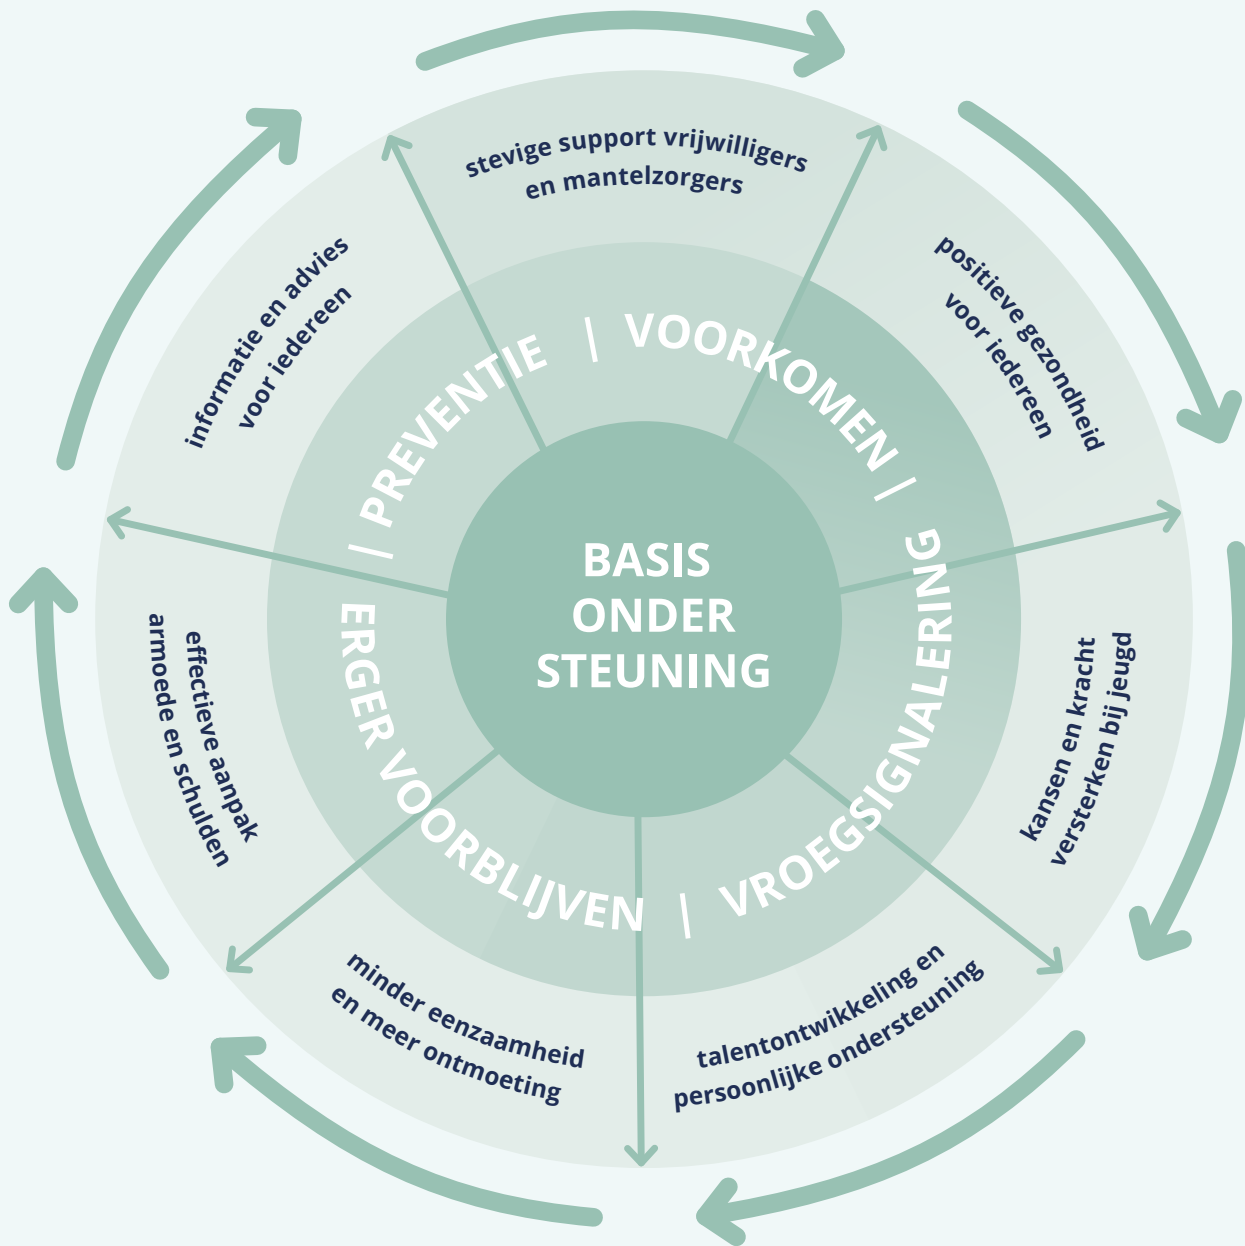 BASIS
ONDER
STEUNING
| PREVENTIE | VOORKOMEN | VROEGSIGNALERING | ERGER VOORBLIJVEN
stevige support vrijwilligers
en mantelzorgers
positieve gezondheid
voor iedereen
kansen en kracht
versterken bij jeugd
talentontwikkeling en
persoonlijke ondersteuning
minder eenzaamheid
en meer ontmoeting
effectieve aanpak
armoede en schulden
informatie en advies
voor iedereen